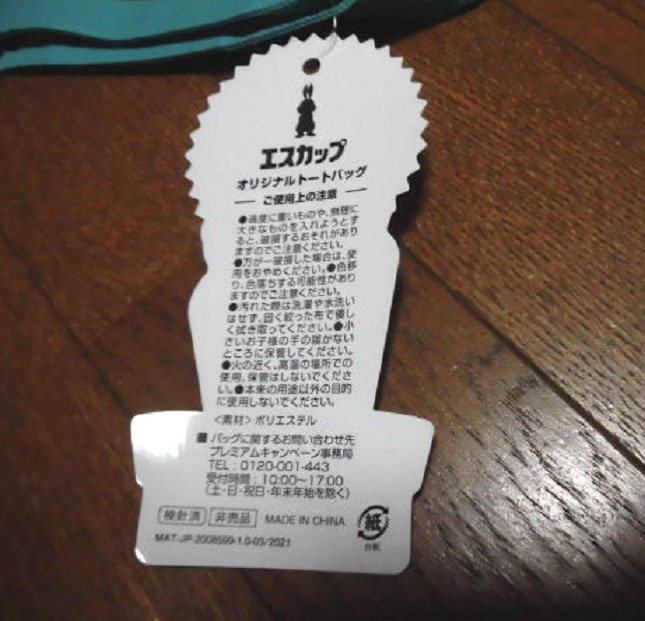 エスカップ
オリジナルトートバッグ
ご使用上の注意
●過度に重いものや、無理に
大きなものを入れようとす
ると、破損するおそれがあり
ますのでご注意ください。
●万が一破損した場合は、使
用をおやめください。●色移
り、色落ちする可能性があり
ますのでご注意ください。
●汚れた際は洗濯や水洗い
はせず、固く絞った布で優し
く拭き取ってください。●小
さいお子様の手の届かない
ところに保管してください。
●火の近く、高温の場所での
使用、保管はしないでくださ
い。●本来の用途以外の目的
に使用しないでください。
<素材>ポリエステル
■バッグに関するお問い合わせ先
プレミアムキャンペーン事務局
TEL:0120-001-443
受付時間:10:00~17:00
(土・日・祝日・年末年始を除く)
検針済 非売品 MADE IN CHINA 紙
台紙
MAT-JP-2008599-1.0-03/2021